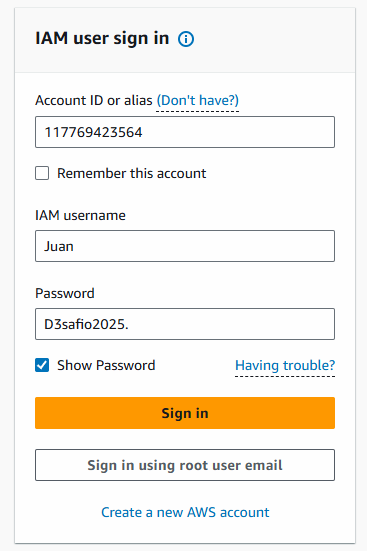 IAM user sign in
Account ID or alias (Don't have?)
117769423564
Remember this account
IAM username
Juan
Password
D3safio2025.
Show Password Having trouble?
Sign in
Sign in using root user email
Create a new AWS account